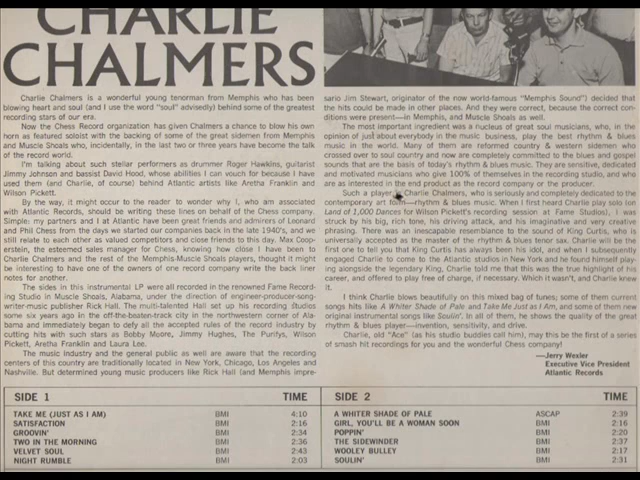 CHARLIE
CHALMERS
Charlie Chalmers is a wonderful young tenorman from Memphis who has been
blowing heart and soul (and I use the word "soul" advisedly) behind some of the greatest
recording stars of our era.
Now the Chess Record organization has given Chalmers a chance to blow his own
horn as featured soloist with the backing of some of the great sidemen from Memphis
and Muscle Shoals who, incidentally, in the last two or three years have become the talk
of the record world.
I'm talking about such stellar performers as drummer Roger Hawkins, guitarist
Jimmy Johnson and bassist David Hood, whose abilities I can vouch for because I have
used them (and Charlie, of course) behind Atlantic artists like Aretha Franklin and
Wilson Pickett.
By the way, it might occur to the reader to wonder why I, who am associated
with Atlantic Records, should be writing these lines on behalf of the Chess company.
Simple: my partners and I at Atlantic have been great friends and admirers of Leonard
and Phil Chess from the days we started our companies back in the late 1940's, and we
still relate to each other as valued competitors and close friends to this day. Max Coop-
erstein, the esteemed sales manager for Chess, knowing how close I have been to
Charlie Chalmers and the rest of the Memphis-Muscle Shoals players, thought it might
be interesting to have one of the owners of one record company write the back liner
notes for another.
The sides in this instrumental LP were all recorded in the renowned Fame Record-
ing Studio in Muscle Shoals, Alabama, under the direction of engineer-producer-song-
writer-music publisher Rick Hall. The multi-talented Hall set up his recording studios
some six years ago in the off-the-beaten-track city in the northwestern corner of Ala-
bama and immediately began to defy all the accepted rules of the record industry by
cutting hits with such stars as Bobby Moore, Jimmy Hughes, The Purifys, Wilson
Pickett, Aretha Franklin and Laura Lee.
The music industry and the general public as well are aware that the recording
centers of this country are traditionally located in New York, Chicago, Los Angeles and
Nashville. But determined young music producers like Rick Hall (and Memphis impre-
sario Jim Stewart, originator of the now world-famous "Memphis Sound") decided that
the hits could be made in other places. And they were correct, because the correct con-
ditions were present—in Memphis, and Muscle Shoals as well.
The most important ingredient was a nucleus of great soul musicians, who, in the
opinion of just about everybody in the music business, play the best rhythm & blues
music in the world. Many of them are reformed country & western sidemen who
crossed over to soul country and now are completely committed to the blues and gospel
sounds that are the basis of today's rhythm & blues music. They are sensitive, dedicated
and motivated musicians who give 100% of themselves in the recording studio, and who
are as interested in the end product as the record company or the producer.
Such a player is Charlie Chalmers, who is seriously and completely dedicated to the
contemporary art form—rhythm & blues music. When I first heard Charlie play solo (on
Land of 1,000 Dances for Wilson Pickett's recording session at Fame Studios), I was
struck by his big, rich tone, his driving attack, and his imaginative and very creative
phrasing. There was an inescapable resemblance to the sound of King Curtis, who is
universally accepted as the master of the rhythm & blues tenor sax. Charlie will be the
first one to tell you that King Curtis has always been his idol, and when I subsequently
engaged Charlie to come to the Atlantic studios in New York and he found himself play-
ing alongside the legendary King, Charlie told me that this was the true highlight of his
career, and offered to play free of charge, if necessary. Which it wasn't, and Charlie knew
it.
I think Charlie blows beautifully on this mixed bag of tunes; some of them current
songs hits like A Whiter Shade of Pale and Take Me Just as I Am, and some of them new
original instrumental songs like Soulin'. In all of them, he shows the quality of the great
rhythm & blues player—invention, sensitivity, and drive.
Charlie, old "Ace" (as his studio buddies call him), may this be the first of a series
of smash hit recordings for you and the wonderful Chess company!
—Jerry Wexler
Executive Vice President
Atlantic Records
SIDE 1 TIME
TAKE ME (JUST AS I AM) BMI 4:10
SATISFACTION BMI 2:16
GROOVIN' BMI 2:34
TWO IN THE MORNING BMI 2:36
VELVET SOUL BMI 2:43
NIGHT RUMBLE BMI 2:03
SIDE 2 TIME
A WHITER SHADE OF PALE ASCAP 2:39
GIRL, YOU'LL BE A WOMAN SOON BMI 2:16
POPPIN' BMI 2:20
THE SIDEWINDER BMI 2:37
WOOLEY BULLEY BMI 2:17
SOULIN' BMI 2:31